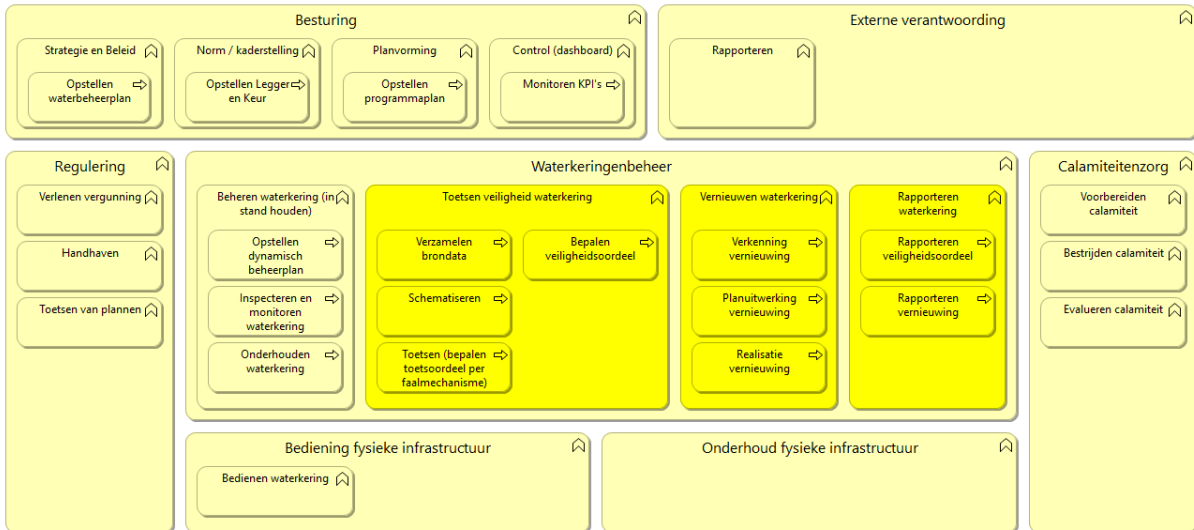 Besturing
Strategie en Beleid
Opstellen
waterbeheerplan
Norm / kaderstelling
Opstellen Legger
en Keur
Planvorming
Opstellen
programmaplan
Control (dashboard)
Monitoren KPI's
Externe verantwoording
Rapporteren
Regulering
Verlenen vergunning
Handhaven
Toetsen van plannen
Waterkeringenbeheer
Beheren waterkering (in
stand houden)
Opstellen
dynamisch
beheerplan
Inspecteren en
monitoren
waterkering
Onderhouden
waterkering
Toetsen veiligheid waterkering
Verzamelen
brondata
Schematiseren
Toetsen (bepalen
toetsoordeel per
faalmechanisme)
Bepalen
veiligheidsoordeel
Vernieuwen waterkering
Verkenning
vernieuwing
Planuitwerking
vernieuwing
Realisatie
vernieuwing
Rapporteren
waterkering
Rapporteren
veiligheidsoordeel
Rapporteren
vernieuwing
Calamiteitenzorg
Voorbereiden
calamiteit
Bestrijden calamiteit
Evalueren calamiteit
Bediening fysieke infrastructuur
Bedienen waterkering
Onderhoud fysieke infrastructuur